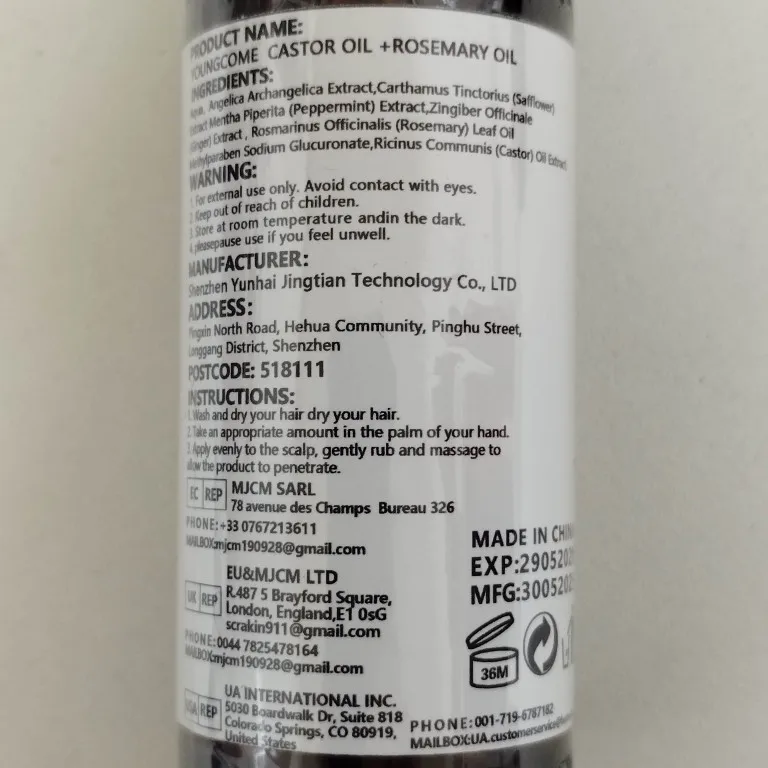 PRODUCT NAME:
YOUNGCOME CASTOR OIL +ROSEMARY OIL
INGREDIENTS:
Angelica Archangelica Extract,Carthamus Tinctorius (Safflower)
Extract Mentha Piperita (Peppermint) Extract,Zingiber Officinale
(Ginger) Extract , Rosmarinus Officinalis (Rosemary) Leaf Oil
Methylparaben Sodium Glucuronate,Ricinus Communis (Castor) Oil Extract
WARNING:
1. For external use only. Avoid contact with eyes.
2. Keep out of reach of children.
3. Store at room temperature andin the dark.
4. pleasepause use if you feel unwell.
MANUFACTURER:
Shenzhen Yunhai Jingtian Technology Co., LTD
ADDRESS:
Pingxin North Road, Hehua Community, Pinghu Street,
Longgang District, Shenzhen
POSTCODE: 518111
INSTRUCTIONS:
1. Wash and dry your hair dry your hair.
2. Take an appropriate amount in the palm of your hand.
3. Apply evenly to the scalp, gently rub and massage to
allow the product to penetrate.
EC REP MJCM SARL
78 avenue des Champs Bureau 326
PHONE:+33 0767213611
MAILBOX:mjcm190928@gmail.com
UK REP EU&MJCM LTD
R.487 5 Brayford Square,
London, England,E1 0sG
scrakin911@gmail.com
PHONE:0044 7825478164
MAILBOX:mjcm190928@gmail.com
USA REP UA INTERNATIONAL INC.
5030 Boardwalk Dr, Suite 818
Colorado Springs, CO 80919,
United States
PHONE:001-719-6787182
MADE IN
EXP:
MFG:
36M